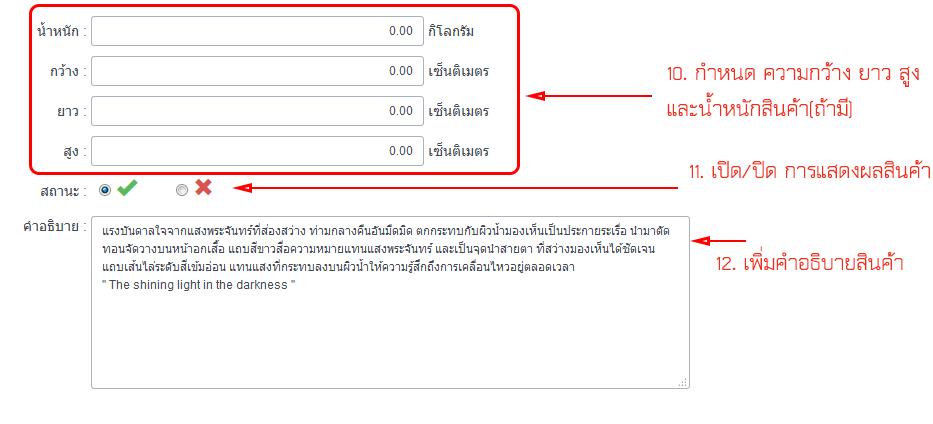 น้ำหนัก : 0.00 กิโลกรัม
กว้าง : 0.00 เซ็นติเมตร
ยาว : 0.00 เซ็นติเมตร
สูง : 0.00 เซ็นติเมตร
10. กำหนด ความกว้าง ยาว สูง
และน้ำหนักสินค้า(ถ้ามี)
สถานะ :
11. เปิด/ปิด การแสดงผลสินค้า
คำอธิบาย :
แรงบันดาลใจจากแสงพระจันทร์ที่ส่องสว่าง ท่ามกลางคืนอันมืดมิด ตกกระทบกับผิวน้ำมองเห็นเป็นประกายระเรื่อ นำมาตัด
ทอนจัดวางบนหน้าอกเสื้อ แถบสีขาวสื่อความหมายแทนแสงพระจันทร์ และเป็นจุดนำสายตา ที่สว่างมองเห็นได้ชัดเจน
แถบเส้นไล่ระดับสีเข้มอ่อน แทนแสงที่กระทบลงบนผิวน้ำให้ความรู้สึกถึงการเคลื่อนไหวอยู่ตลอดเวลา
" The shining light in the darkness "
12. เพิ่มคำอธิบายสินค้า